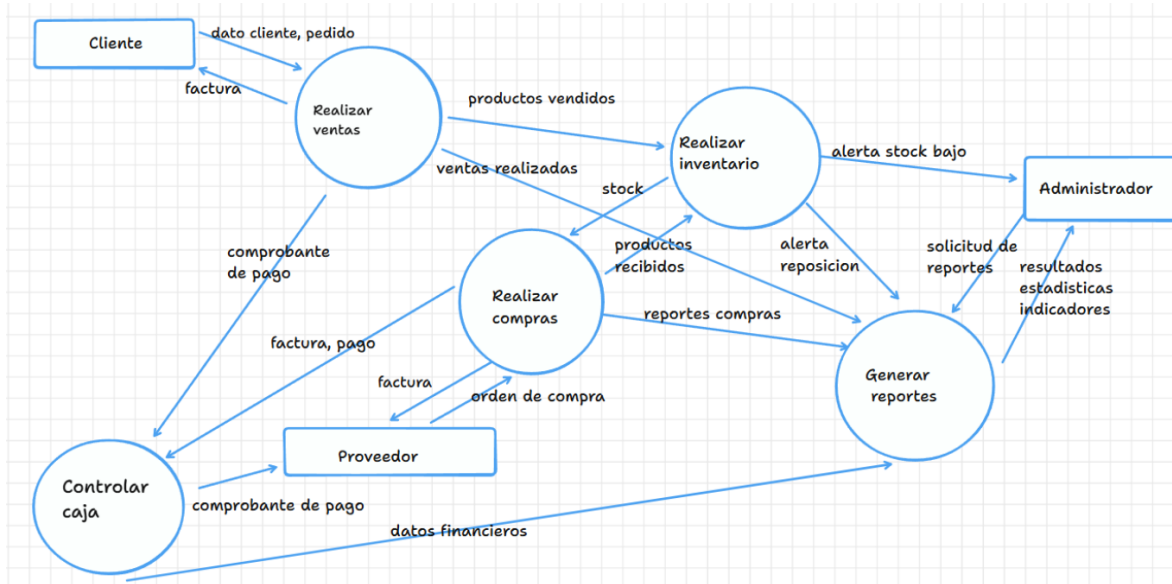 Cliente
dato cliente, pedido
factura
Realizar
ventas
productos vendidos
Realizar
inventario
alerta stock bajo
Administrador
ventas realizadas
stock
comprobante
de pago
productos
recibidos
alerta
reposicion
solicitud de
reportes
resultados
estadisticas
indicadores
Realizar
compras
reportes compras
factura, pago
factura
orden de compra
Generar
reportes
Proveedor
Controlar
caja
comprobante de pago
datos financieros